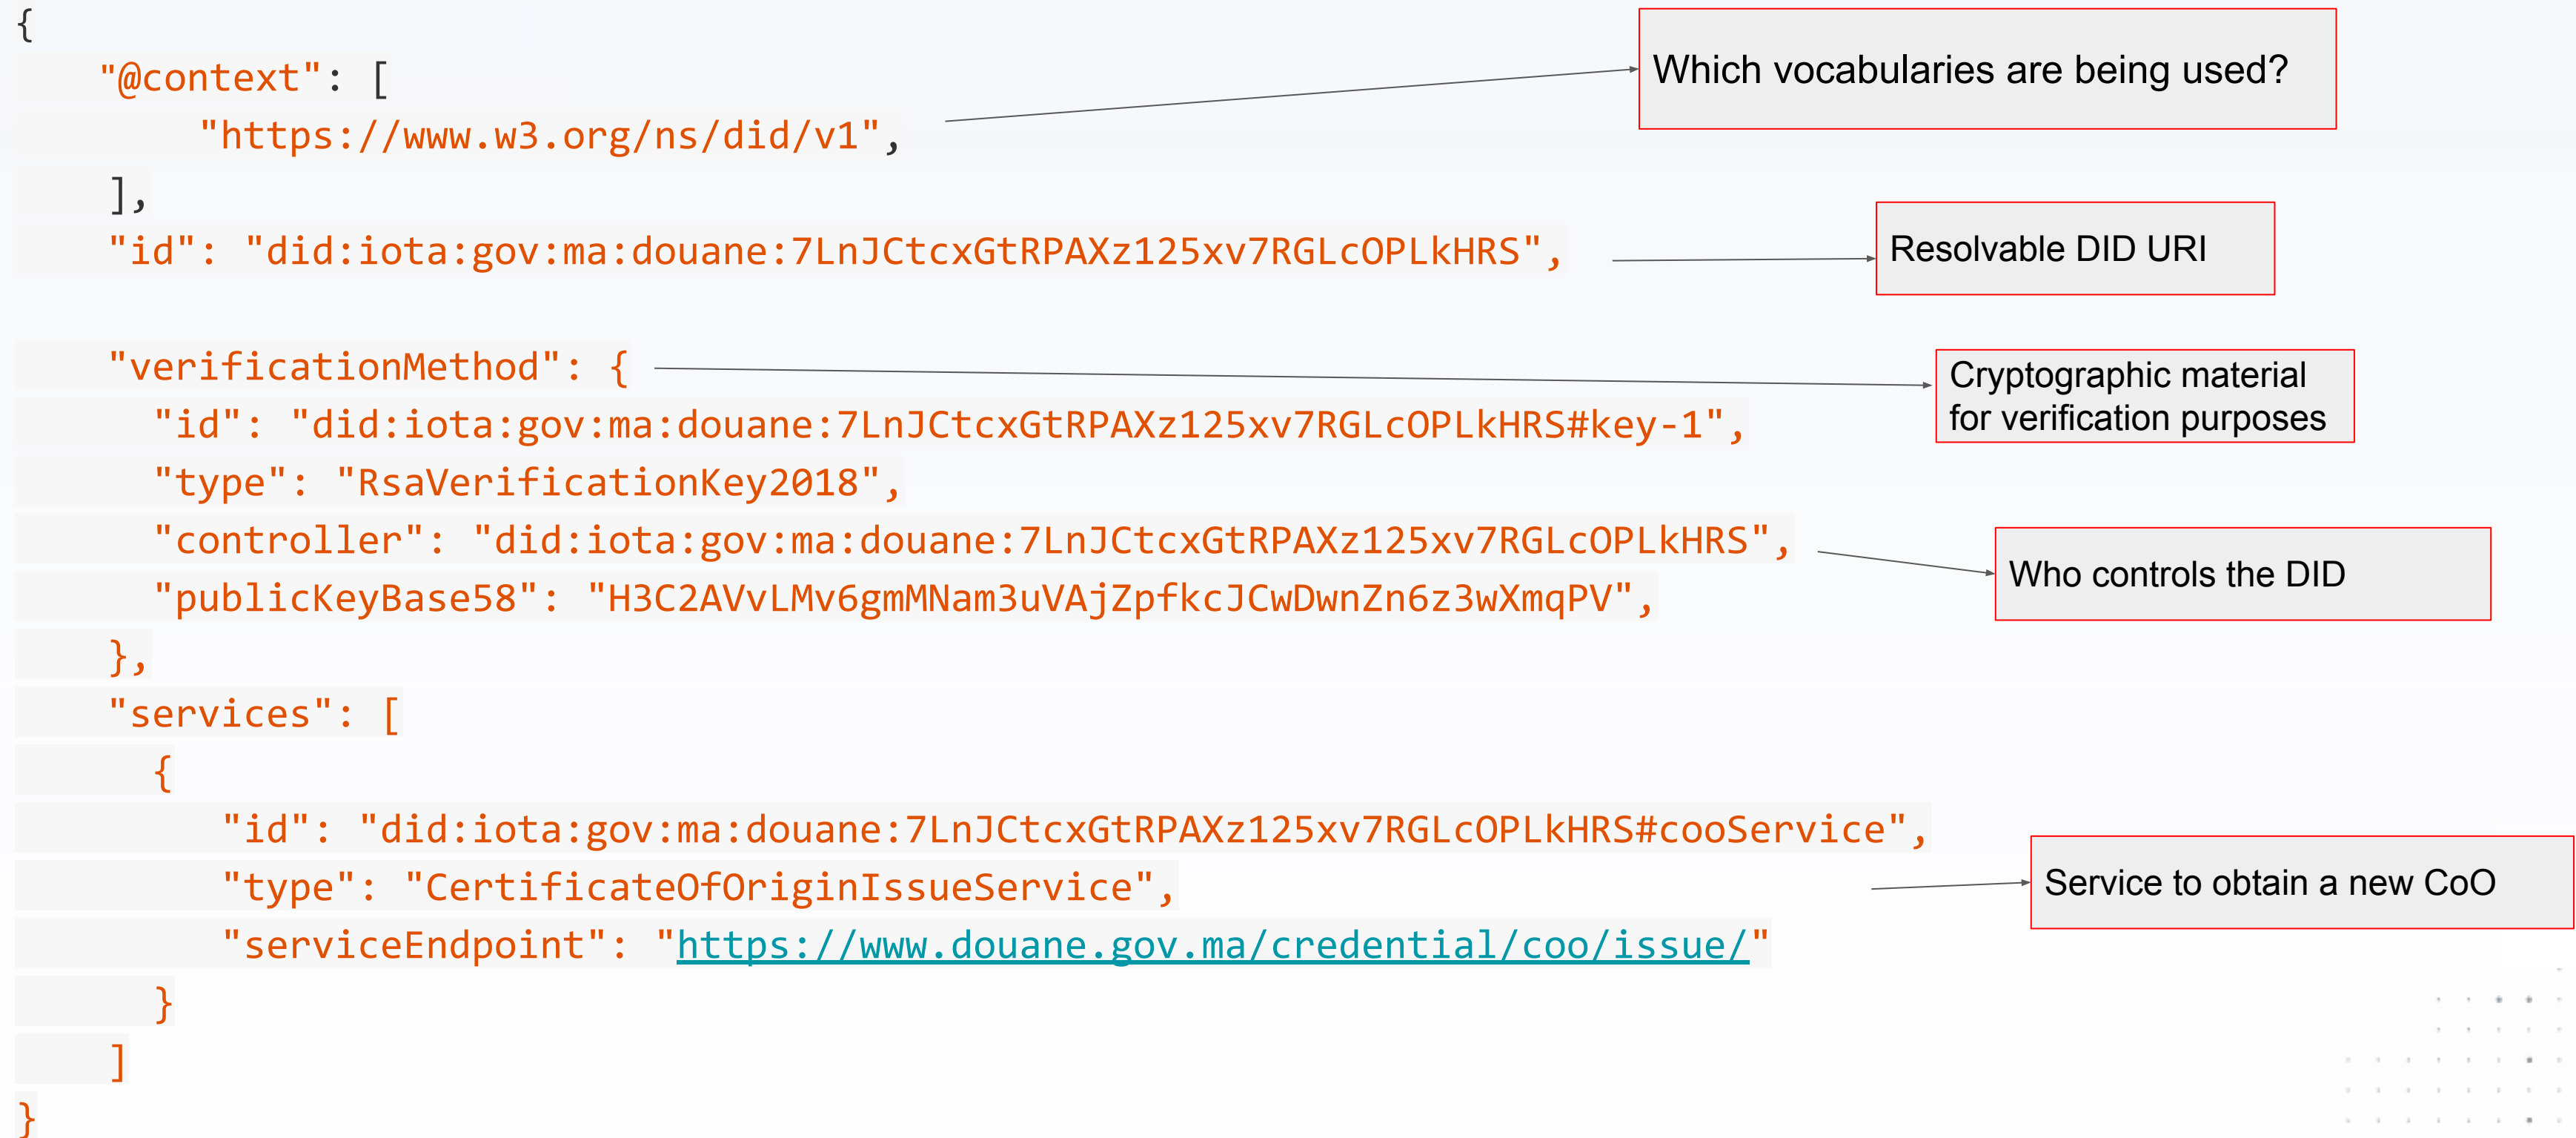 {
"@context": [
"https://www.w3.org/ns/did/v1",
],
"id": "did:iota:gov:ma:douane:7LnJCtcxGtRPAXz125xv7RGLcOPLkHRS",
"verificationMethod": {
"id": "did:iota:gov:ma:douane:7LnJCtcxGtRPAXz125xv7RGLcOPLkHRS#key-1",
"type": "RsaVerificationKey2018",
"controller": "did:iota:gov:ma:douane:7LnJCtcxGtRPAXz125xv7RGLcOPLkHRS",
"publicKeyBase58": "H3C2AVvLMv6gmMNam3uVAjZpfkcJCwDwnZn6z3wXmqPV",
},
"services": [
{
"id": "did:iota:gov:ma:douane:7LnJCtcxGtRPAXz125xv7RGLcOPLkHRS#cooService",
"type": "CertificateOfOriginIssueService",
"serviceEndpoint": "https://www.douane.gov.ma/credential/coo/issue/"
}
]
}
Which vocabularies are being used?
Resolvable DID URI
Cryptographic material
for verification purposes
Who controls the DID
Service to obtain a new CoO